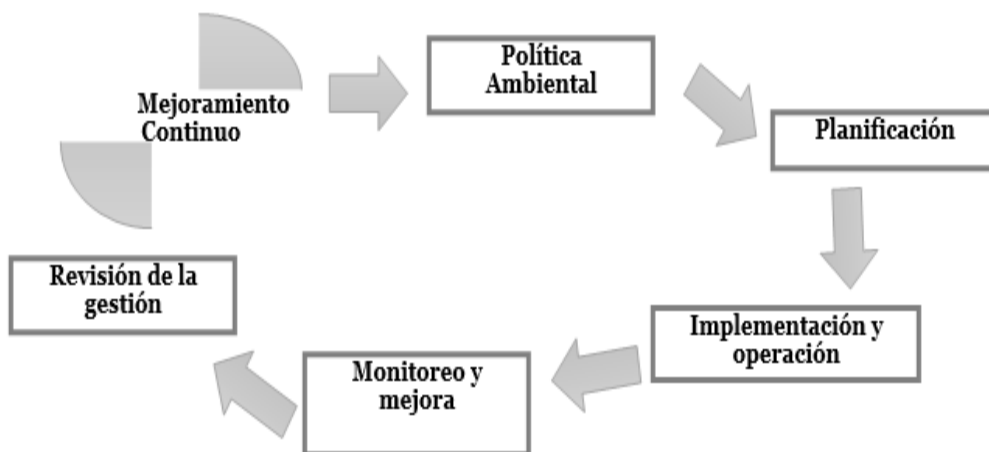 Mejoramiento
Continuo
Política
Ambiental
Planificación
Implementación y
operación
Monitoreo y
mejora
Revisión de la
gestión